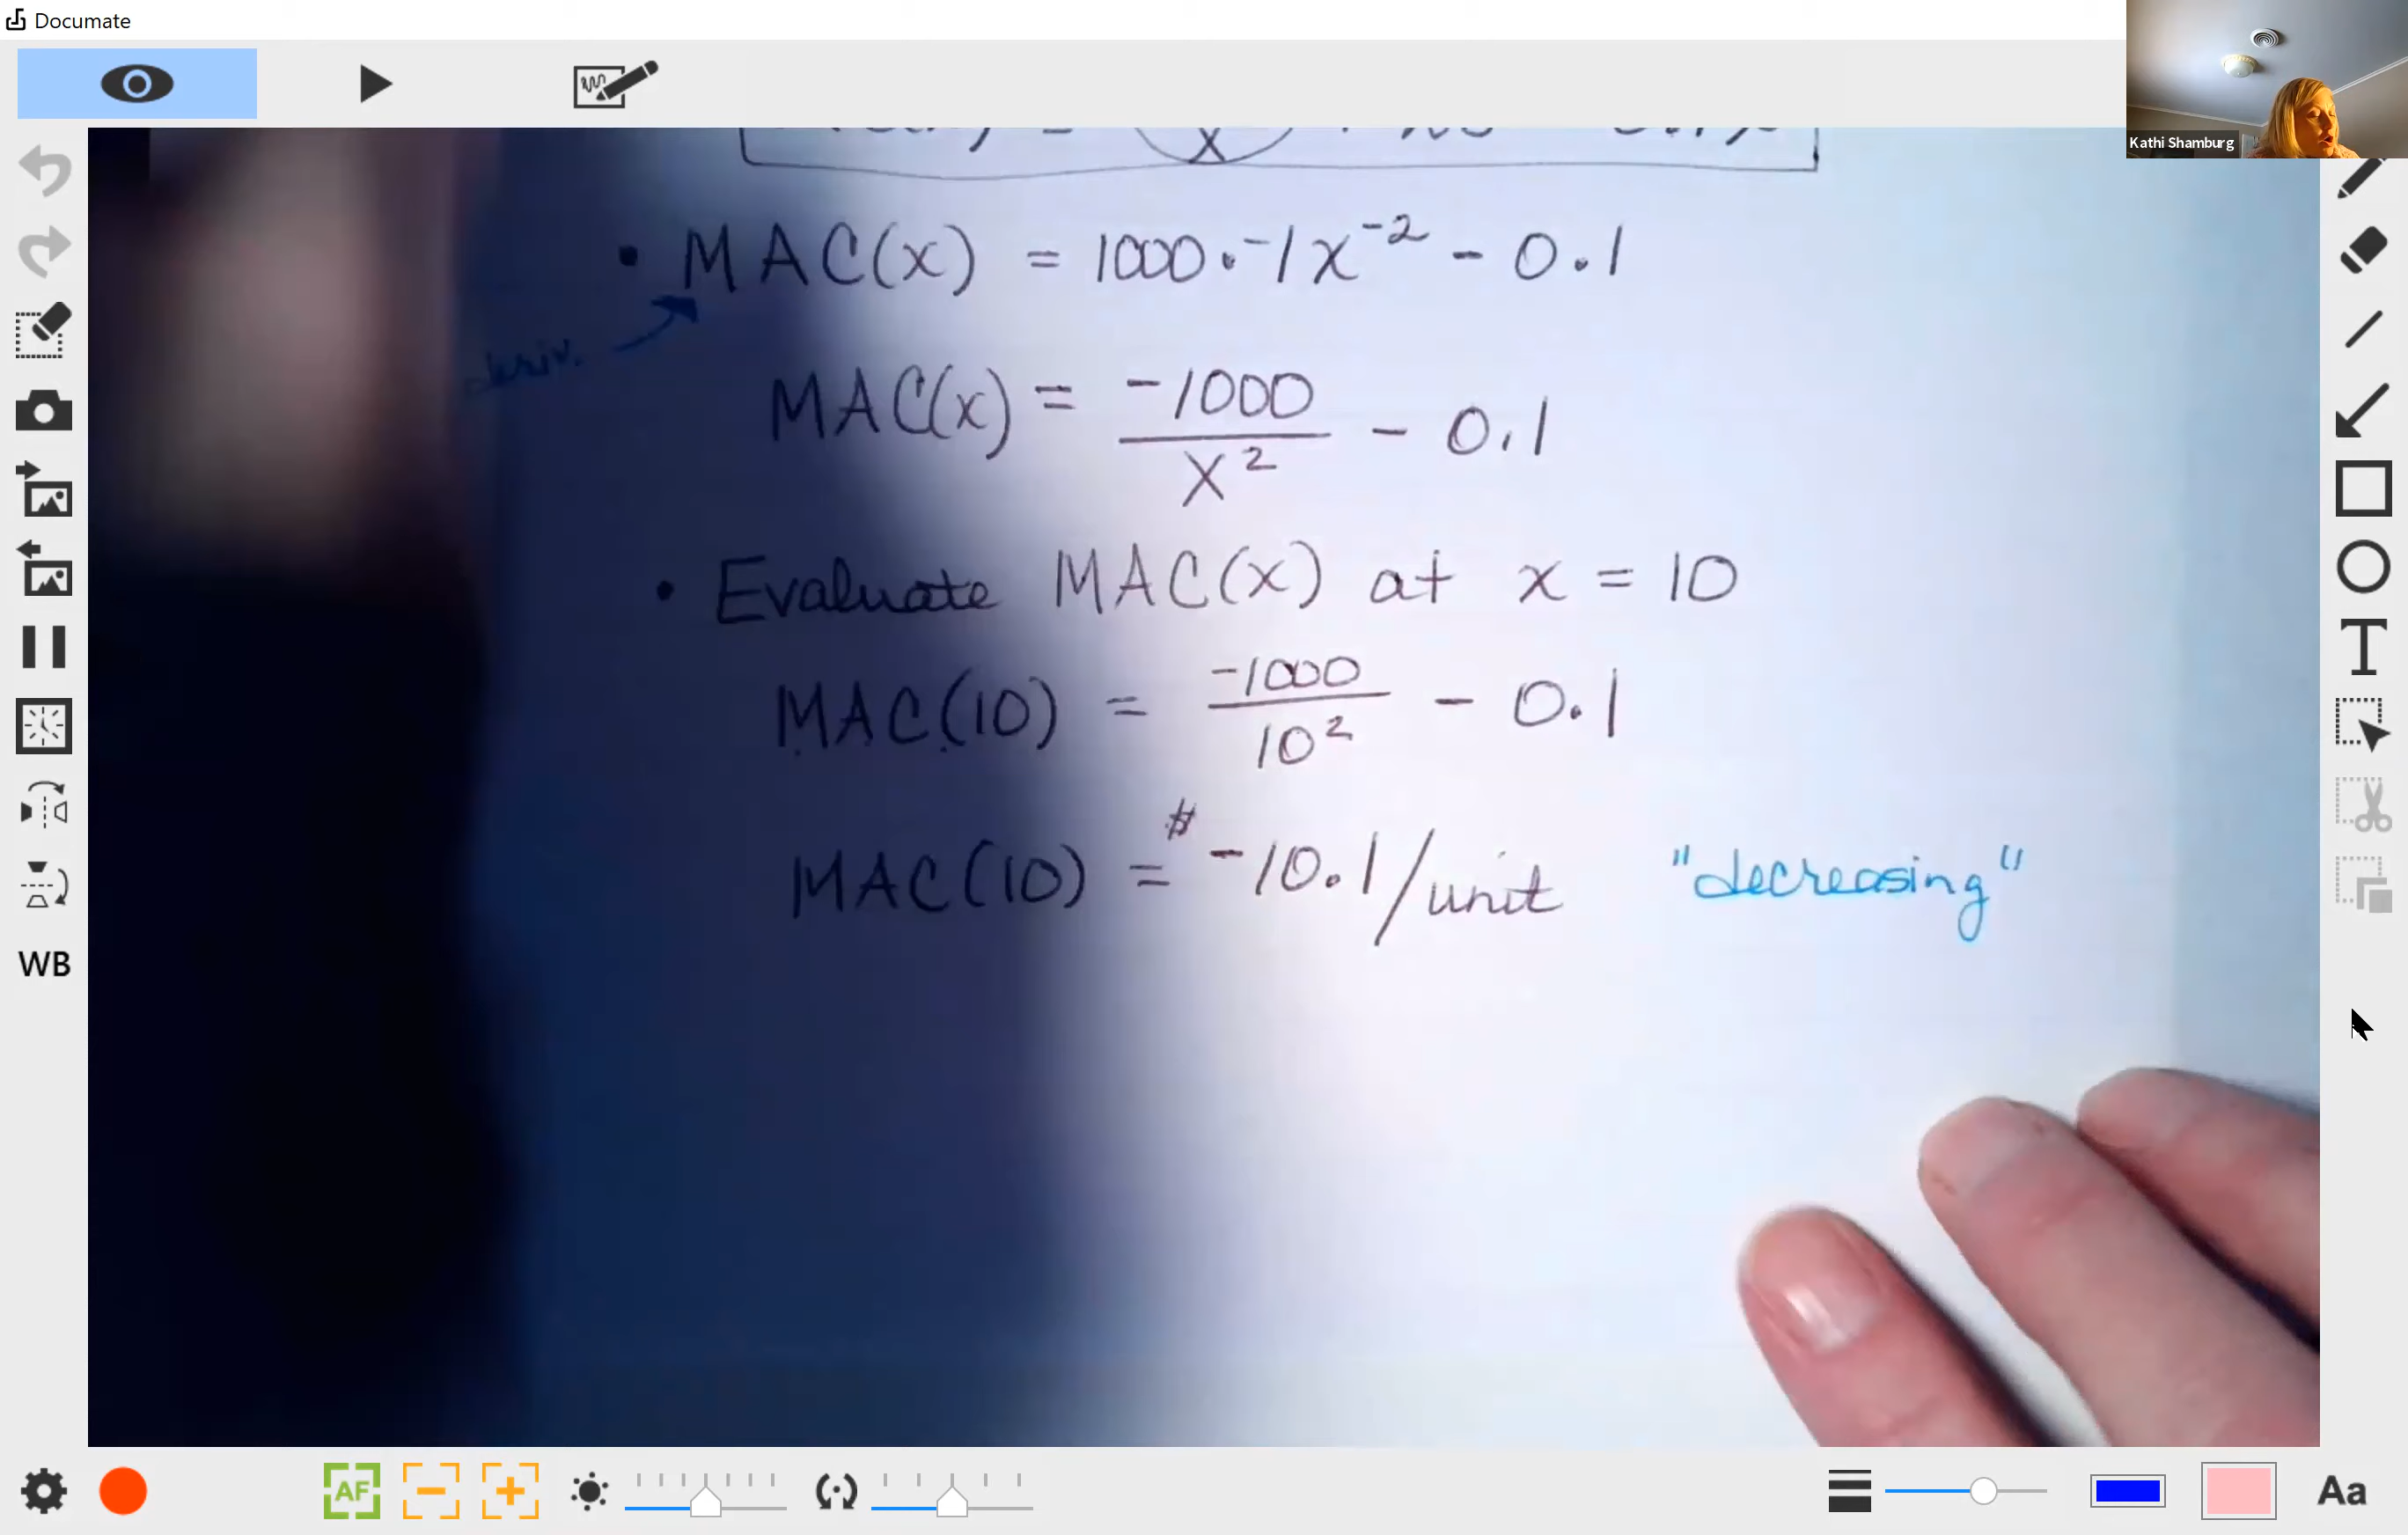 Documate
Kathi Shamburg
• MAC(x) = 1000·⁻1x⁻² - 0.1
deriv.
MAC(x) = -1000/x² - 0.1
• Evaluate MAC(x) at x = 10
MAC(10) = -1000/10² - 0.1
MAC(10) = $-10.1/unit "decreasing"
WB
T
AF
Aa